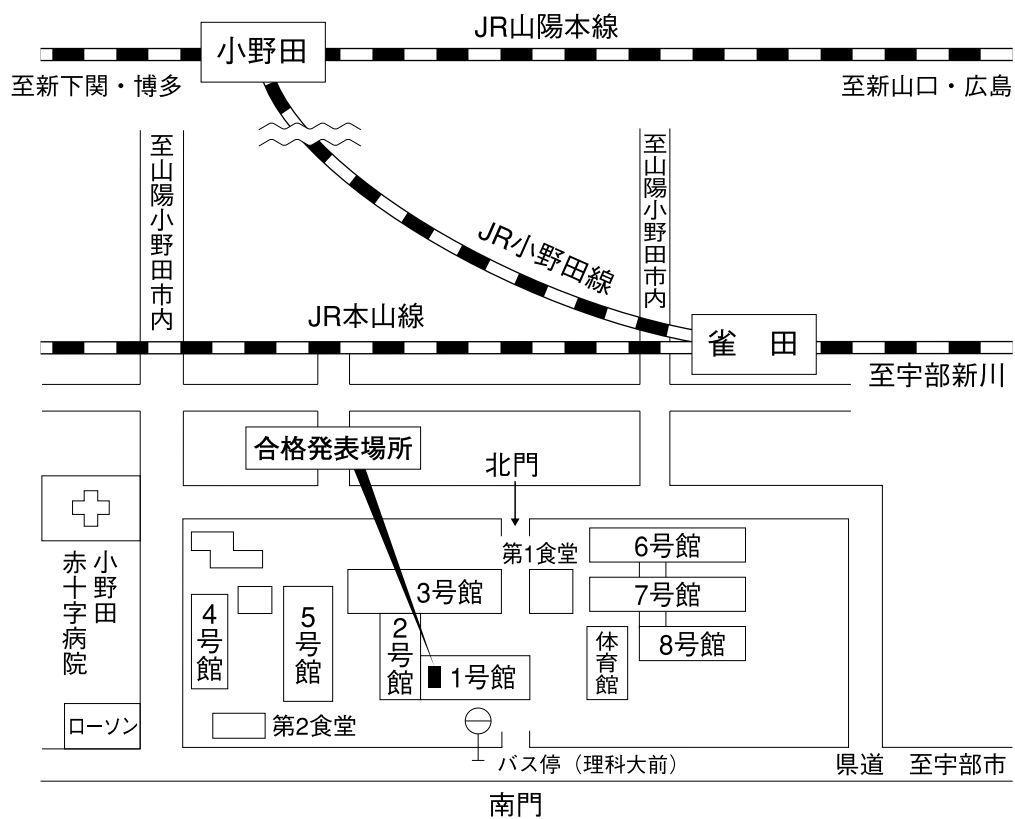 JR山陽本線
小野田
至新下関・博多
至新山口・広島
至山陽小野田市内
至山陽小野田市内
JR小野田線
JR本山線
雀　田
至宇部新川
合格発表場所
北門
第1食堂
6号館
3号館
7号館
小野田
赤十字病院
4号館
5号館
2号館
8号館
体育館
1号館
ローソン
第2食堂
バス停（理科大前）
県道
至宇部市
南門